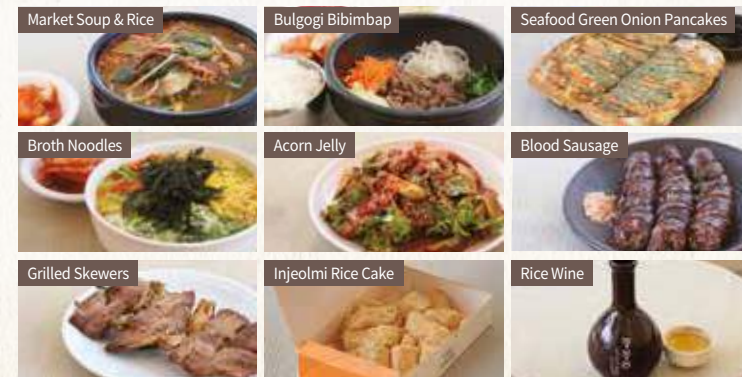 Market Soup & Rice
Bulgogi Bibimbap
Seafood Green Onion Pancakes
Broth Noodles
Acorn Jelly
Blood Sausage
Grilled Skewers
Injeolmi Rice Cake
Rice Wine